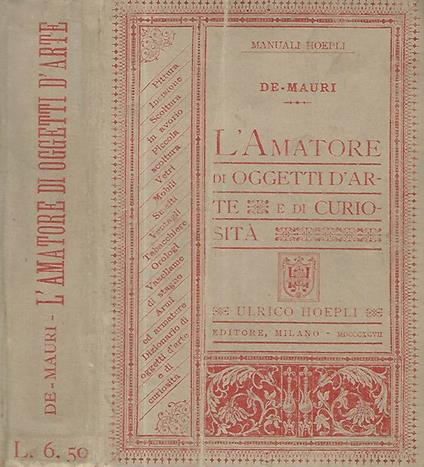 DE-MAURI - L'AMATORE DI OGGETTI D'ARTE
L. 6. 50
Pittura
Incisione
Scoltura
in avorio
Piccola
scoltura
Vetri
Mobili
Smalti
Ventagli
Tabacchiere
Orologi
Vasellame
di stagno
Armi
ed armature
Dizionario di
oggetti d'arte
e di
curiosità
MANUALI HOEPLI
DE-MAURI
L'AMATORE
DI OGGETTI D'AR-
TE E DI CURIO-
SITÀ
ULRICO HOEPLI
EDITORE, MILANO - MDCCCXCVII